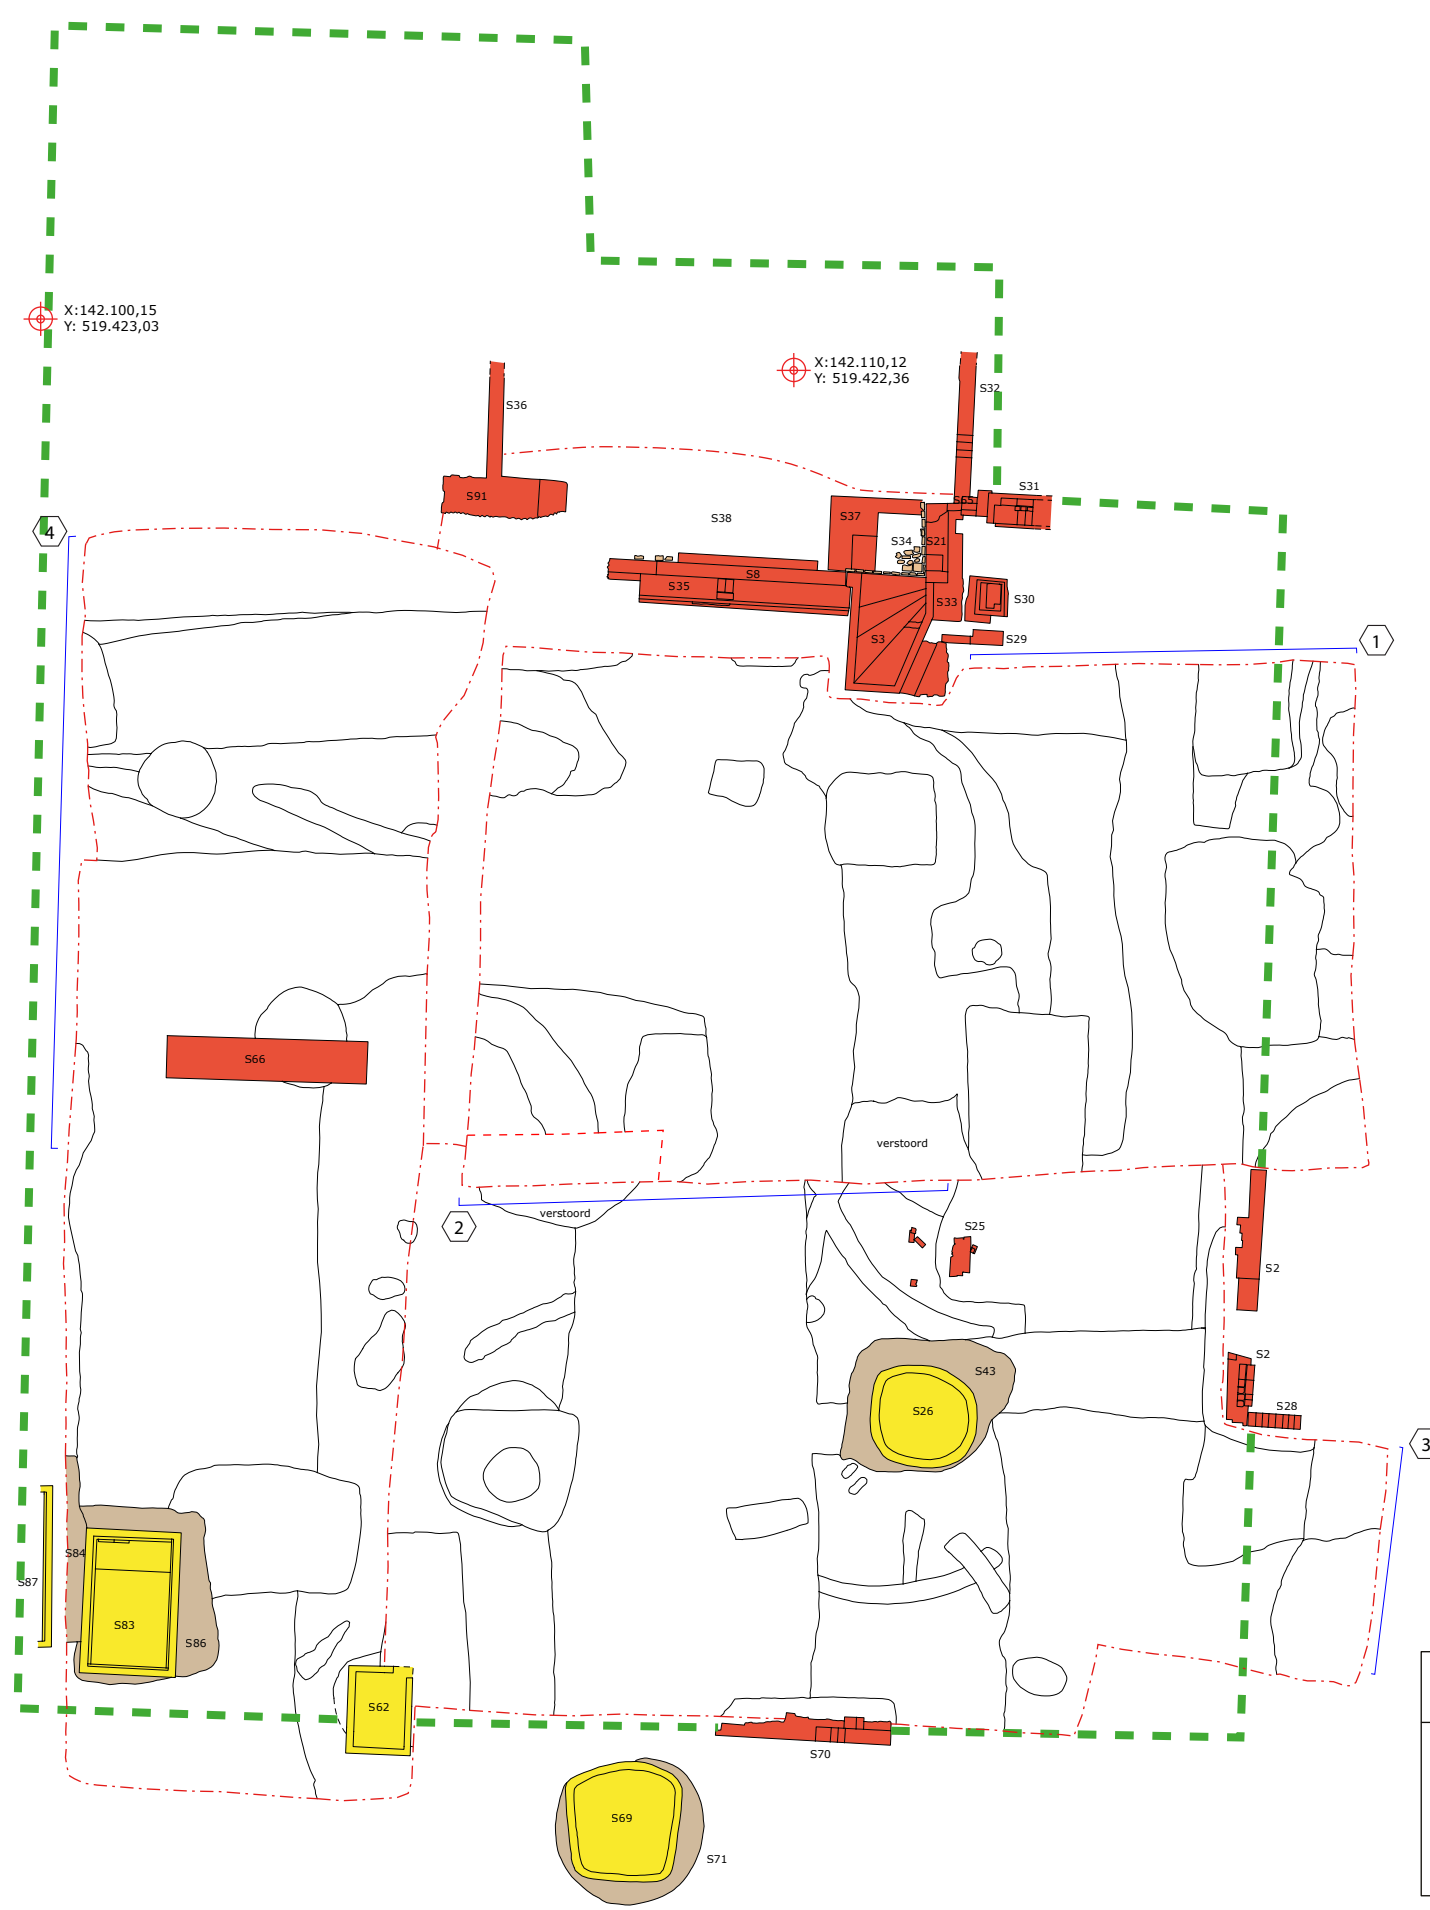 X:142.100,15
Y: 519.423,03
X:142.110,12
Y: 519.422,36
S36
S32
S91
S38
S37
S65
S31
S34
S21
4
S8
S35
S33
S30
S3
S29
1
S66
verstoord
verstoord
2
S25
S2
S2
S43
S26
S28
3
S84
S87
S83
S86
S62
S70
S69
S71